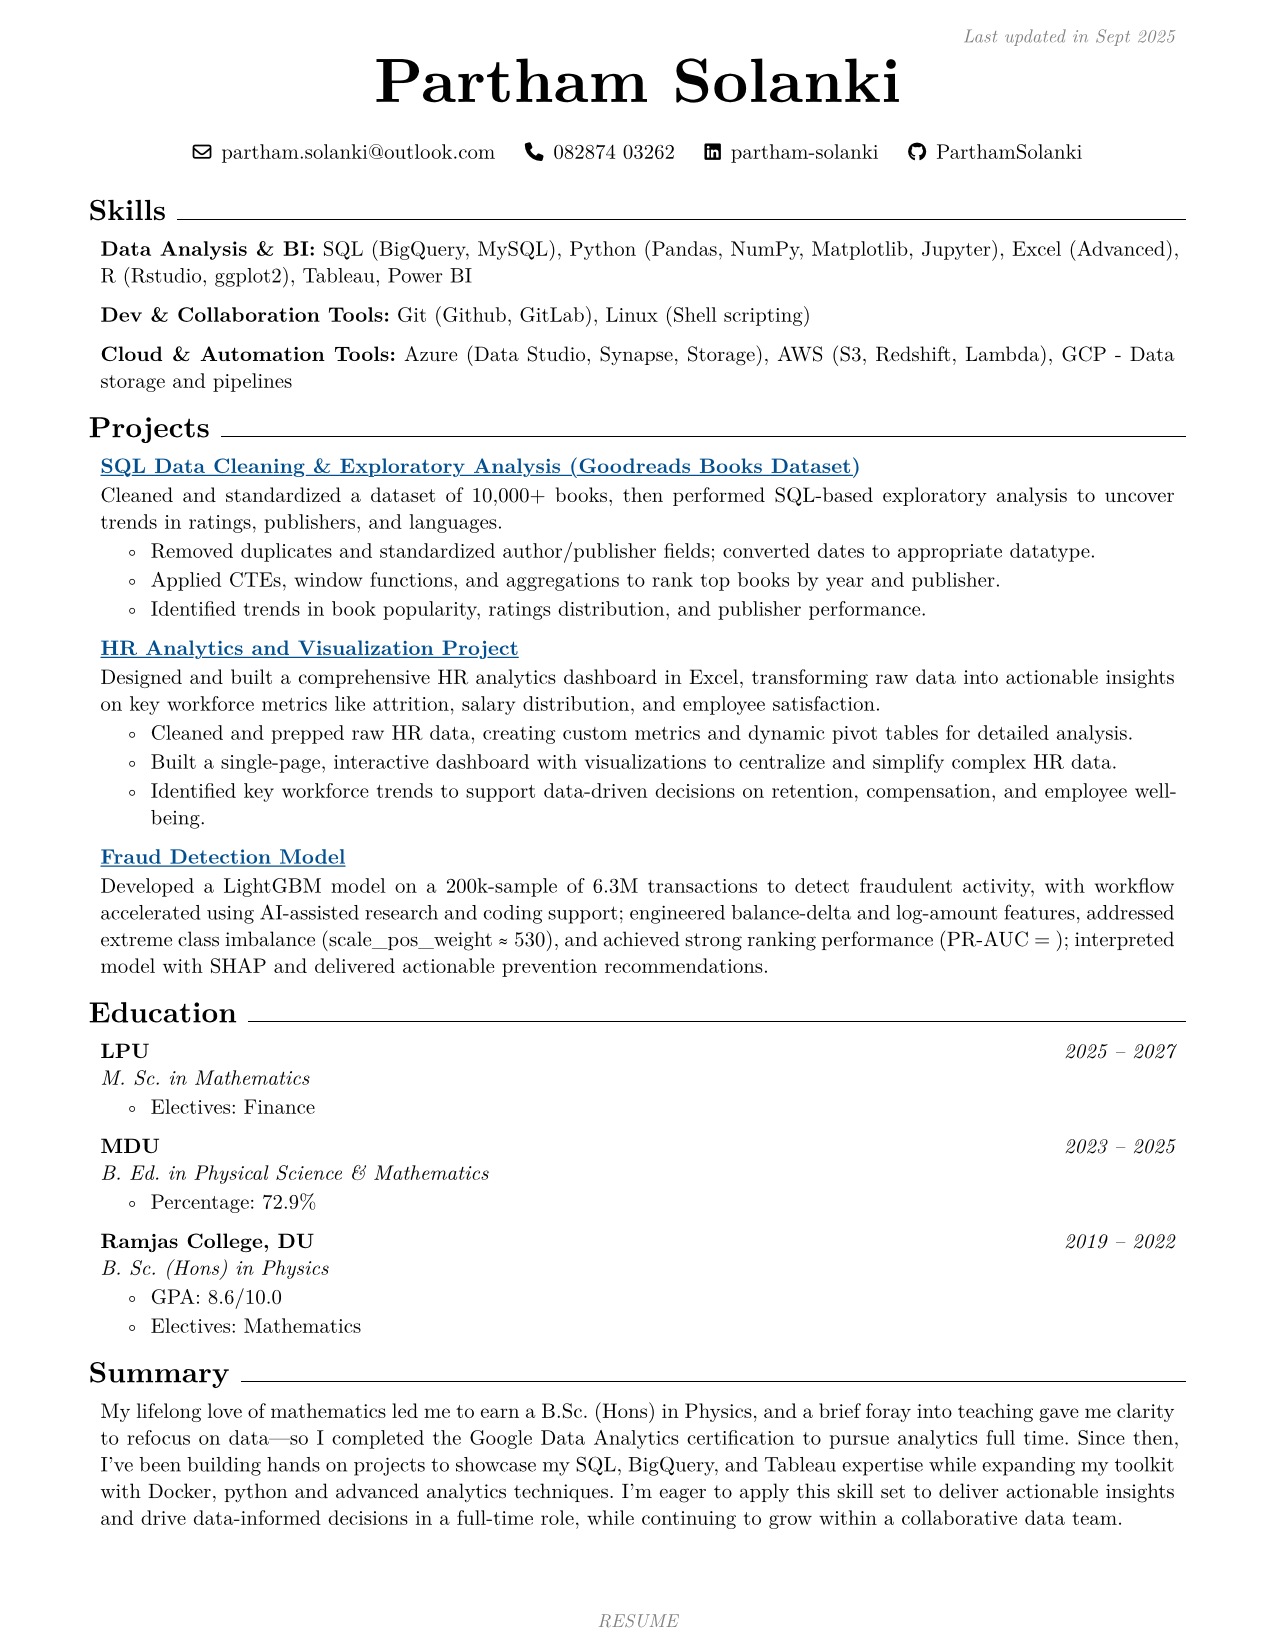 Last updated in Sept 2025
Partham Solanki
partham.solanki@outlook.com 082874 03262 partham-solanki ParthamSolanki
Skills
Data Analysis & BI: SQL (BigQuery, MySQL), Python (Pandas, NumPy, Matplotlib, Jupyter), Excel (Advanced),
R (Rstudio, ggplot2), Tableau, Power BI
Dev & Collaboration Tools: Git (Github, GitLab), Linux (Shell scripting)
Cloud & Automation Tools: Azure (Data Studio, Synapse, Storage), AWS (S3, Redshift, Lambda), GCP - Data
storage and pipelines
Projects
SQL Data Cleaning & Exploratory Analysis (Goodreads Books Dataset)
Cleaned and standardized a dataset of 10,000+ books, then performed SQL-based exploratory analysis to uncover
trends in ratings, publishers, and languages.
◦ Removed duplicates and standardized author/publisher fields; converted dates to appropriate datatype.
◦ Applied CTEs, window functions, and aggregations to rank top books by year and publisher.
◦ Identified trends in book popularity, ratings distribution, and publisher performance.
HR Analytics and Visualization Project
Designed and built a comprehensive HR analytics dashboard in Excel, transforming raw data into actionable insights
on key workforce metrics like attrition, salary distribution, and employee satisfaction.
◦ Cleaned and prepped raw HR data, creating custom metrics and dynamic pivot tables for detailed analysis.
◦ Built a single-page, interactive dashboard with visualizations to centralize and simplify complex HR data.
◦ Identified key workforce trends to support data-driven decisions on retention, compensation, and employee well-
being.
Fraud Detection Model
Developed a LightGBM model on a 200k-sample of 6.3M transactions to detect fraudulent activity, with workflow
accelerated using AI-assisted research and coding support; engineered balance-delta and log-amount features, addressed
extreme class imbalance (scale_pos_weight ≈ 530), and achieved strong ranking performance (PR-AUC = ); interpreted
model with SHAP and delivered actionable prevention recommendations.
Education
LPU 2025 – 2027
M. Sc. in Mathematics
◦ Electives: Finance
MDU 2023 – 2025
B. Ed. in Physical Science & Mathematics
◦ Percentage: 72.9%
Ramjas College, DU 2019 – 2022
B. Sc. (Hons) in Physics
◦ GPA: 8.6/10.0
◦ Electives: Mathematics
Summary
My lifelong love of mathematics led me to earn a B.Sc. (Hons) in Physics, and a brief foray into teaching gave me clarity
to refocus on data—so I completed the Google Data Analytics certification to pursue analytics full time. Since then,
I've been building hands on projects to showcase my SQL, BigQuery, and Tableau expertise while expanding my toolkit
with Docker, python and advanced analytics techniques. I'm eager to apply this skill set to deliver actionable insights
and drive data-informed decisions in a full-time role, while continuing to grow within a collaborative data team.
RESUME